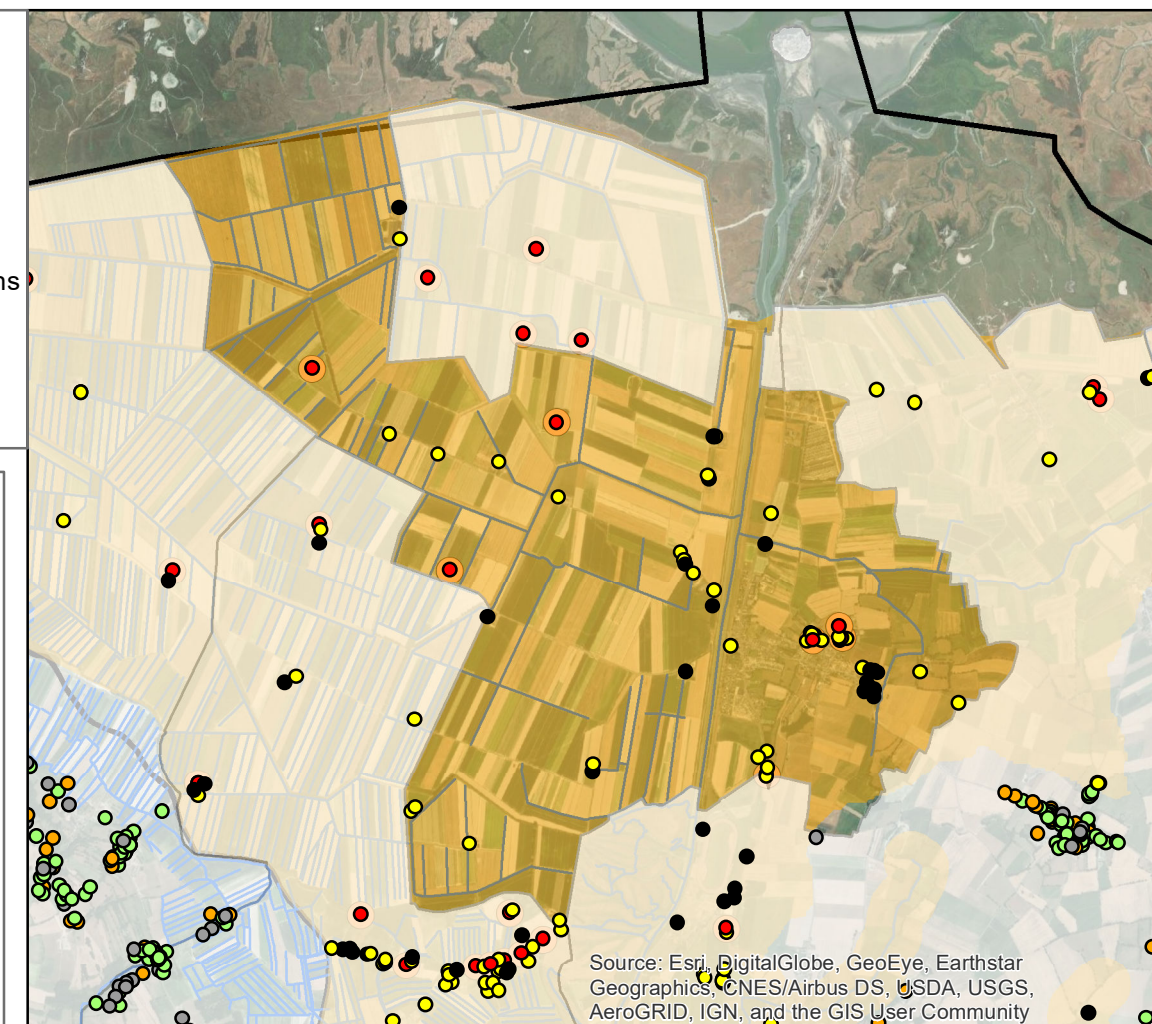 ns
Source: Esri, DigitalGlobe, GeoEye, Earthstar
Geographics, CNES/Airbus DS, USDA, USGS,
AeroGRID, IGN, and the GIS User Community